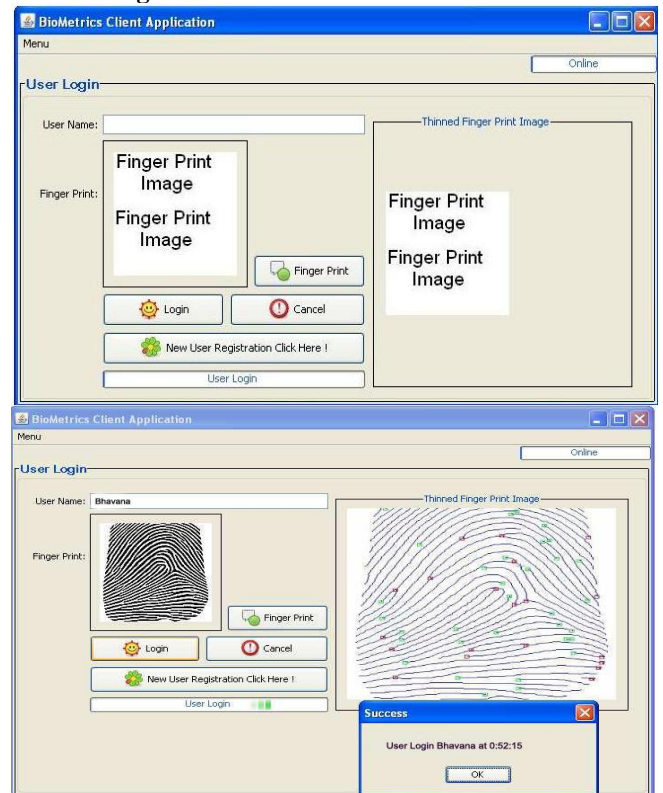 BioMetrics Client Application
Menu
Online
User Login
User Name:
Thinned Finger Print Image
Finger Print:
Finger Print
Image
Finger Print
Image
Finger Print
Image
Finger Print
Image
Finger Print
Login
Cancel
New User Registration Click Here !
User Login
BioMetrics Client Application
Menu
Online
User Login
User Name: Bhavana
Thinned Finger Print Image
Finger Print:
Finger Print
Login
Cancel
New User Registration Click Here !
User Login
Success
User Login Bhavana at 0:52:15
OK